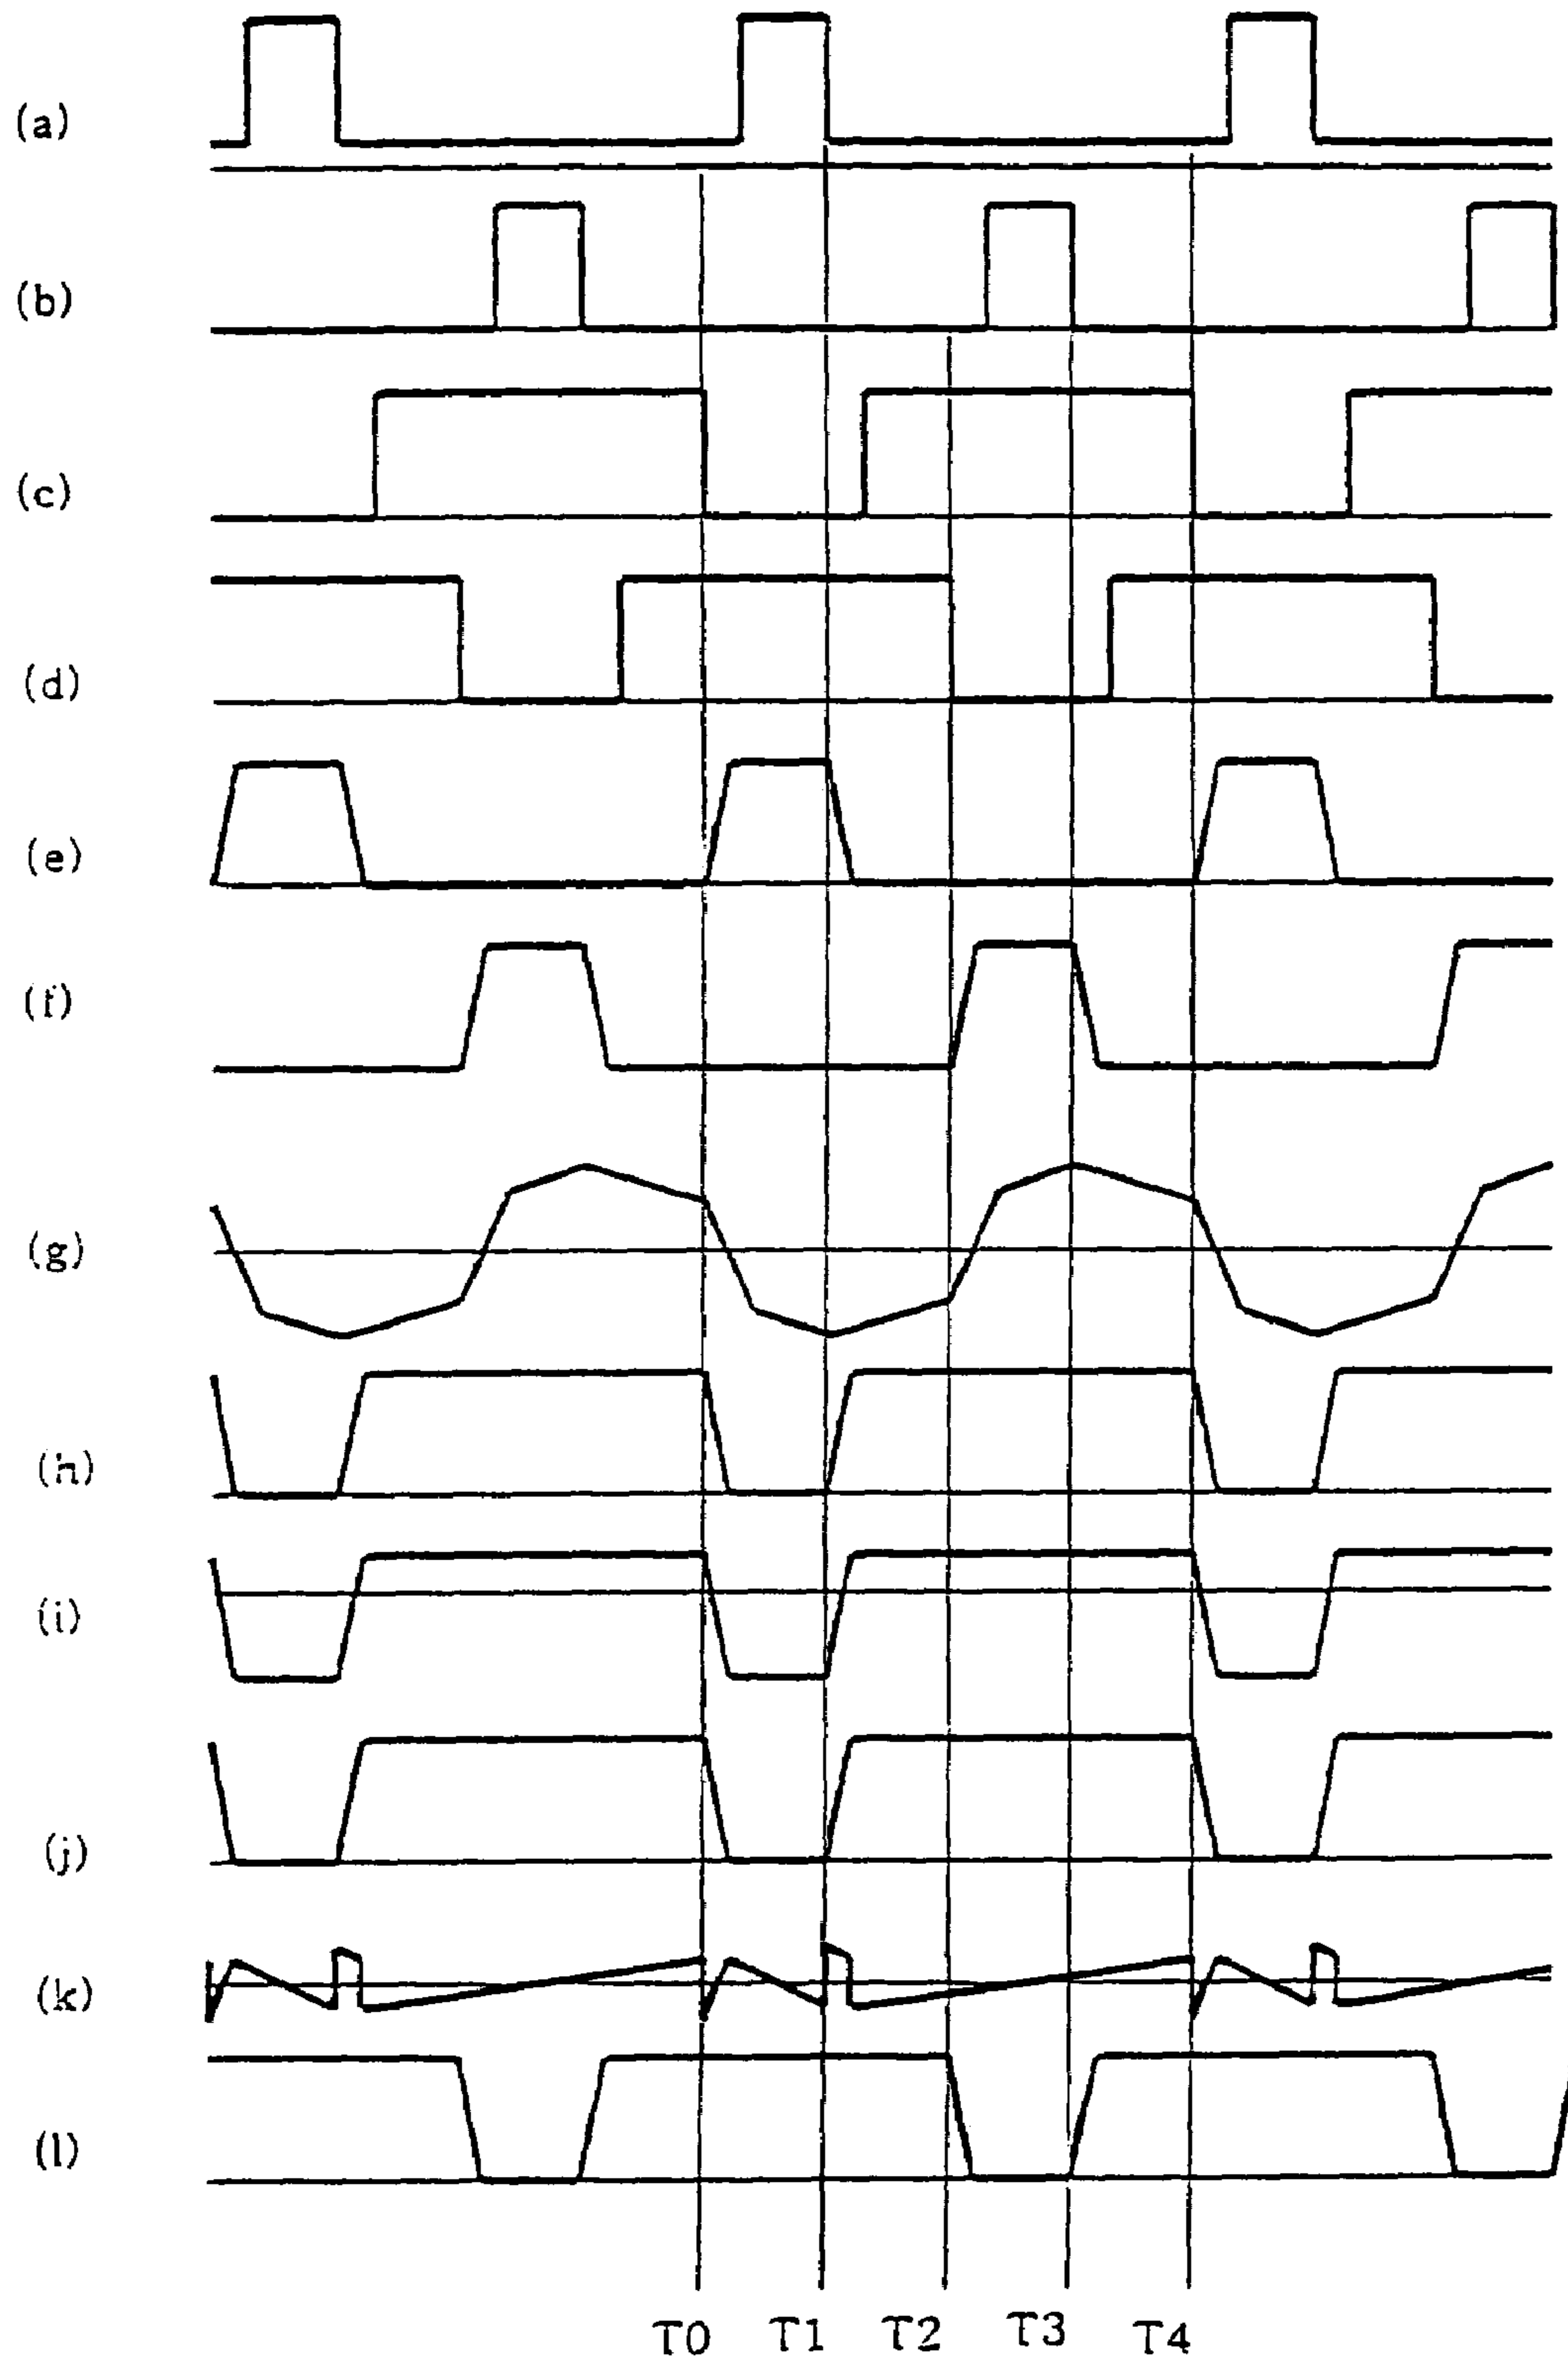 (a)
(b)
(c)
(d)
(e)
(f)
(g)
(h)
(i)
(j)
(k)
(l)
T0 T1 T2 T3 T4